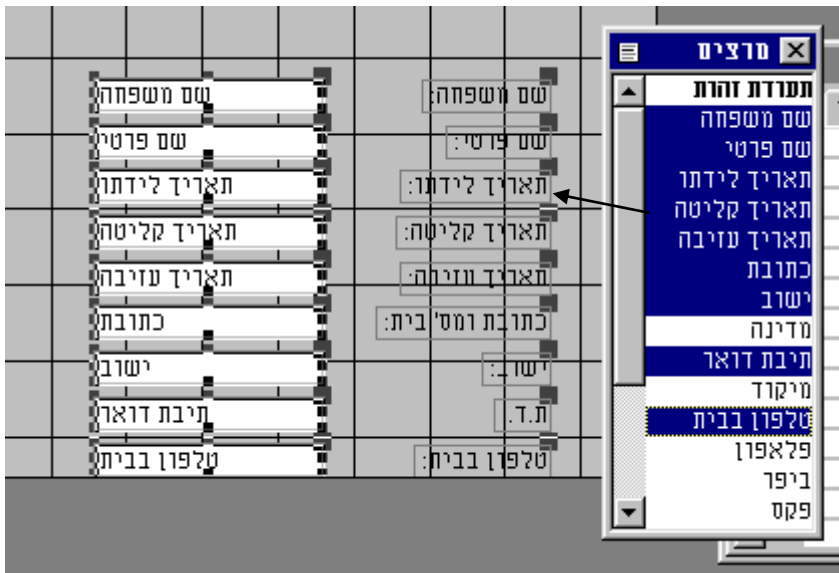 מרצים
תעודת זהות
שם משפחה
שם פרטי
תאריך לידתו
תאריך קליטה
תאריך עזיבה
כתובת
ישוב
מדינה
תיבת דואר
מיקוד
טלפון בבית
פלאפון
ביפר
פקס
שם משפחה: שם משפחה
שם פרטי: שם פרטי
תאריך לידתו: תאריך לידתו
תאריך קליטה: תאריך קליטה
תאריך עזיבה: תאריך עזיבה
כתובת ומס' בית: כתובת
ישוב: ישוב
ת.ד. תיבת דואר
טלפון בבית: טלפון בבית